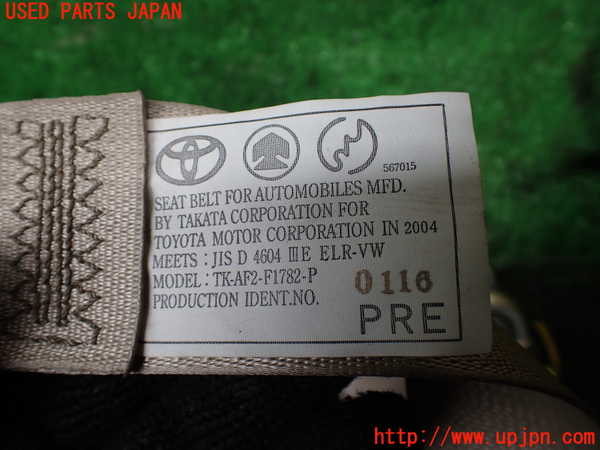 USED PARTS JAPAN
567015
SEAT BELT FOR AUTOMOBILES MFD.
BY TAKATA CORPORATION FOR
TOYOTA MOTOR CORPORATION IN 2004
MEETS : JIS D 4604 ⅢE ELR-VW
MODEL: TK-AF2-F1782-P
PRODUCTION IDENT.NO. 0116
PRE
http://www.upjpn.com/